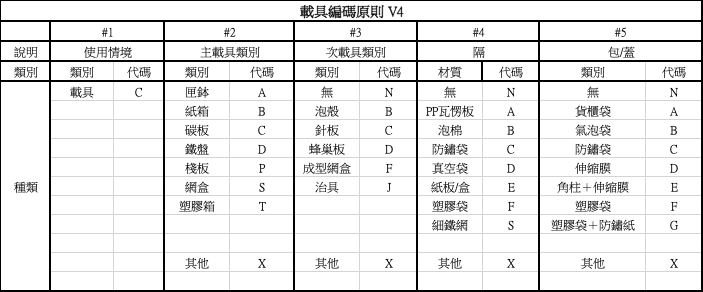 載具編碼原則 V4
#1 #2 #3 #4 #5
說明 使用情境 主載具類別 次載具類別 隔 包/蓋
類別 類別 代碼 類別 代碼 類別 代碼 材質 代碼 類別 代碼
載具 C 匣缽 A 無 N 無 N 無 N
紙箱 B 泡殼 B PP瓦愣板 A 貨櫃袋 A
碳板 C 針板 C 泡棉 B 氣泡袋 B
鐵盤 D 蜂巢板 D 防鏽袋 C 防鏽袋 C
棧板 P 成型網盒 F 真空袋 D 伸縮膜 D
種類 網盒 S 治具 J 紙板/盒 E 角柱＋伸縮膜 E
塑膠箱 T 塑膠袋 F 塑膠袋 F
細鐵網 S 塑膠袋＋防鏽紙 G
其他 X 其他 X 其他 X 其他 X